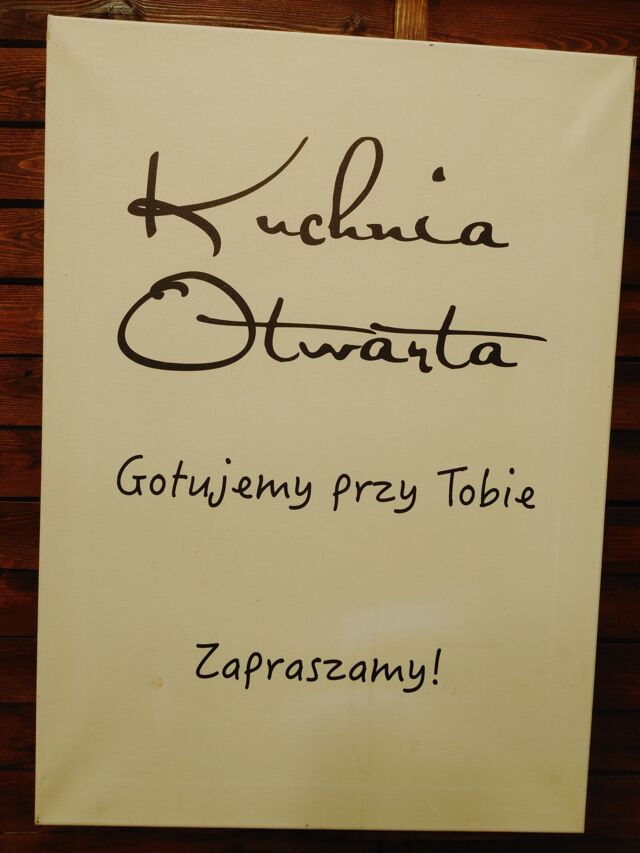 Kuchnia
Otwarta
Gotujemy przy Tobie
Zapraszamy!